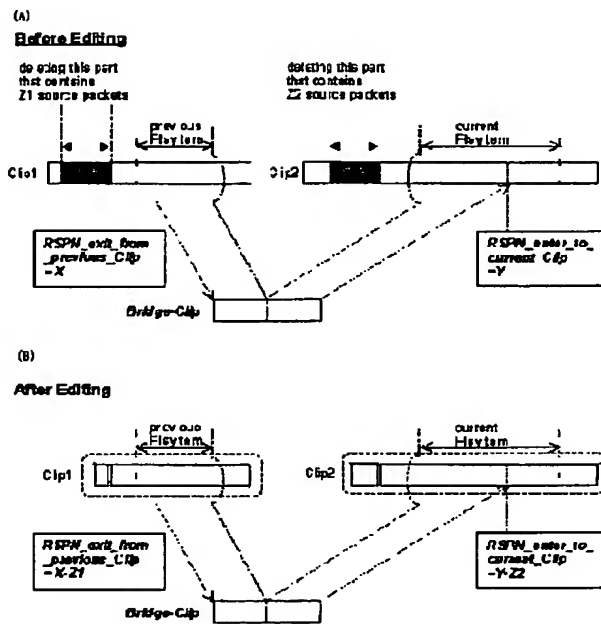 (A)
Before Editing
deleting this part
that contains
Z1 source packets
deleting this part
that contains
Z2 source packets
previous
PlayItem
current
PlayItem
Clip1
Clip2
RSPN_exit_from
_previous_Clip
=X
RSPN_enter_to_
current_Clip
=Y
Bridge-Clip
(B)
After Editing
previous
PlayItem
current
PlayItem
Clip1
Clip2
RSPN_exit_from
_previous_Clip
=X-Z1
RSPN_enter_to_
current_Clip
=Y-Z2
Bridge-Clip